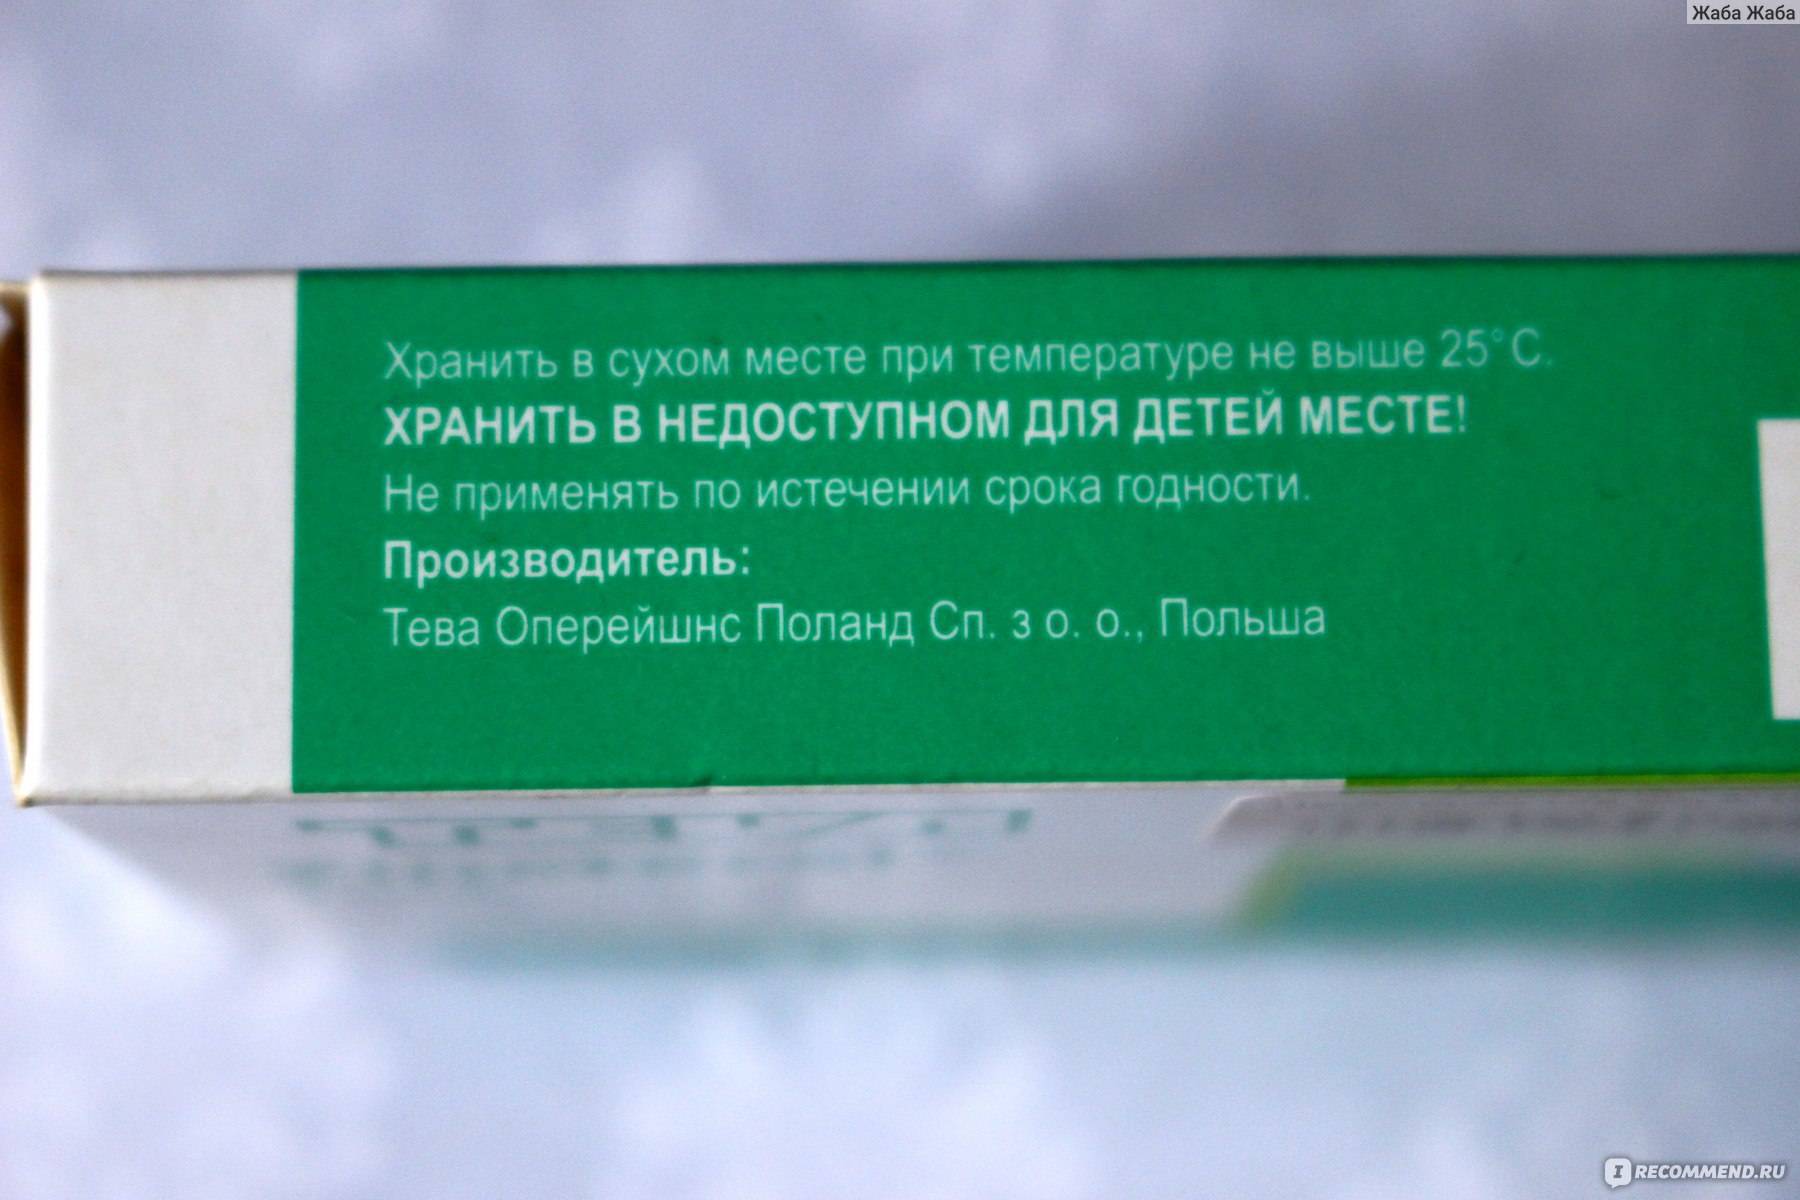 Жаба Жаба
Хранить в сухом месте при температуре не выше 25°С.
ХРАНИТЬ В НЕДОСТУПНОМ ДЛЯ ДЕТЕЙ МЕСТЕ!
Не применять по истечении срока годности.
Производитель:
Тева Оперейшнс Поланд Сп. з о. о., Польша
IRECOMMEND.RU